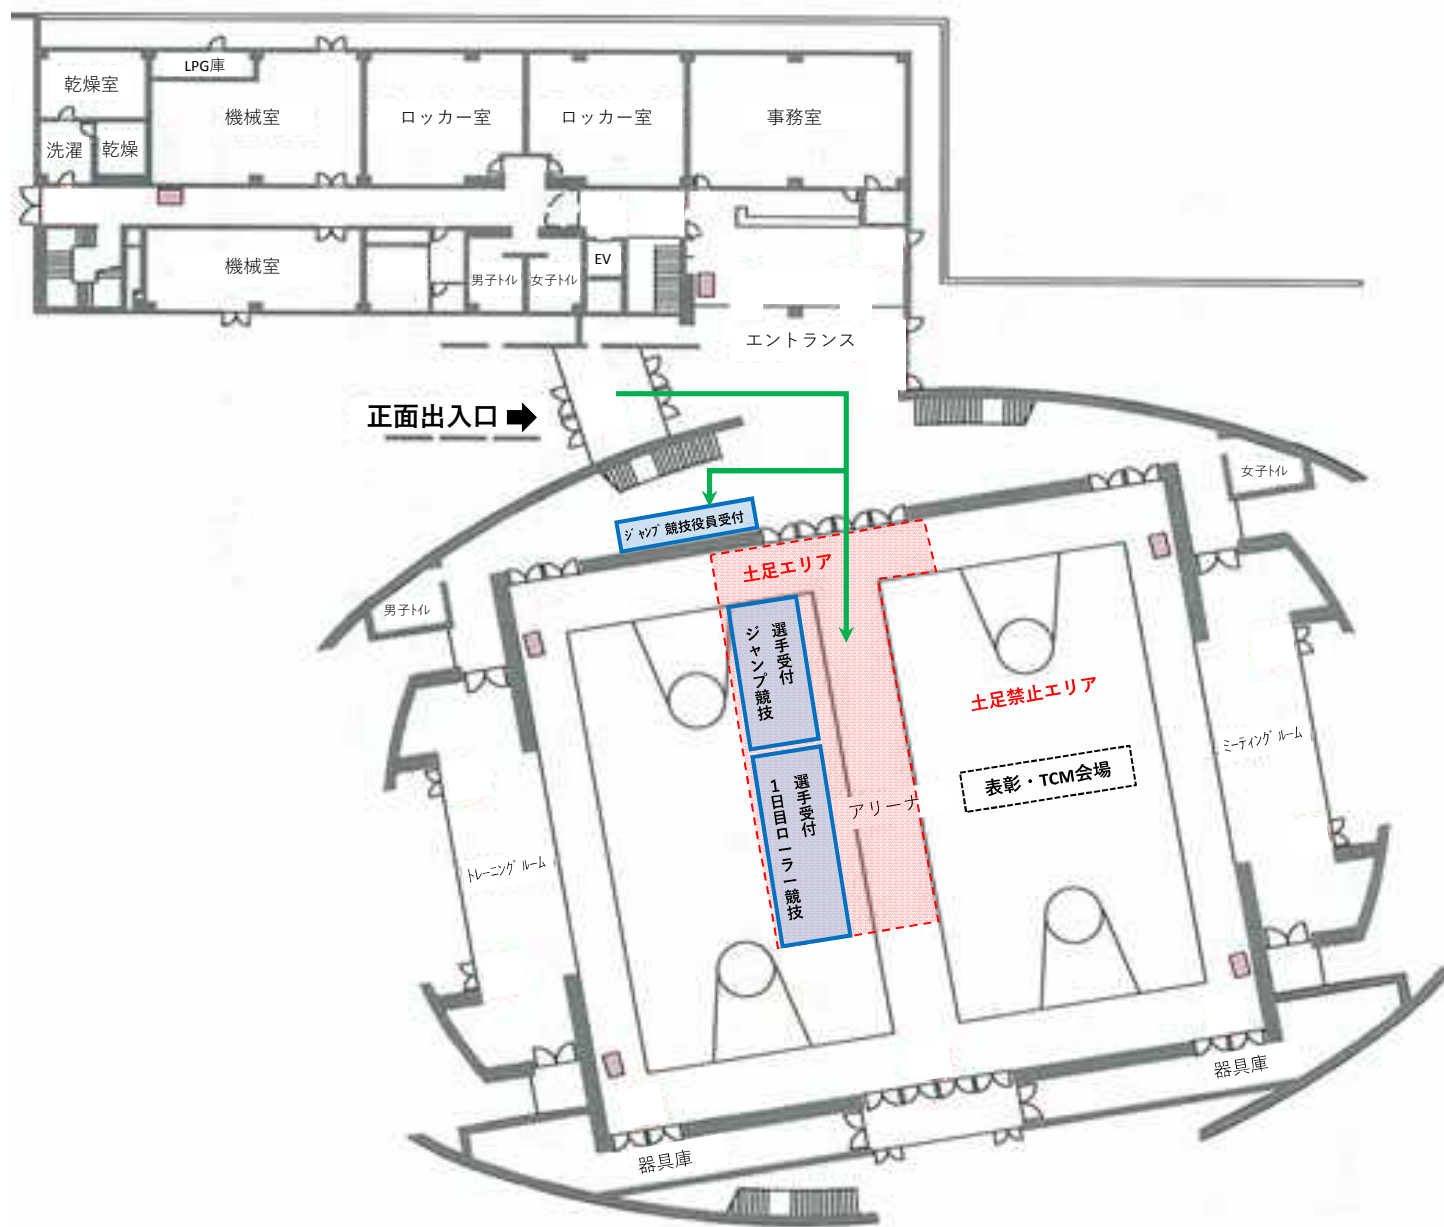 LPG庫
乾燥室
機械室
ロッカー室
ロッカー室
事務室
洗濯
乾燥
機械室
男子トイレ
女子トイレ
EV
エントランス
正面出入口
女子トイレ
ジャンプ競技役員受付
土足エリア
男子トイレ
選手受付
ジャンプ競技
土足禁止エリア
ミーティングルーム
表彰・TCM会場
選手受付
1日目ローラー競技
アリーナ
トレーニングルーム
器具庫
器具庫